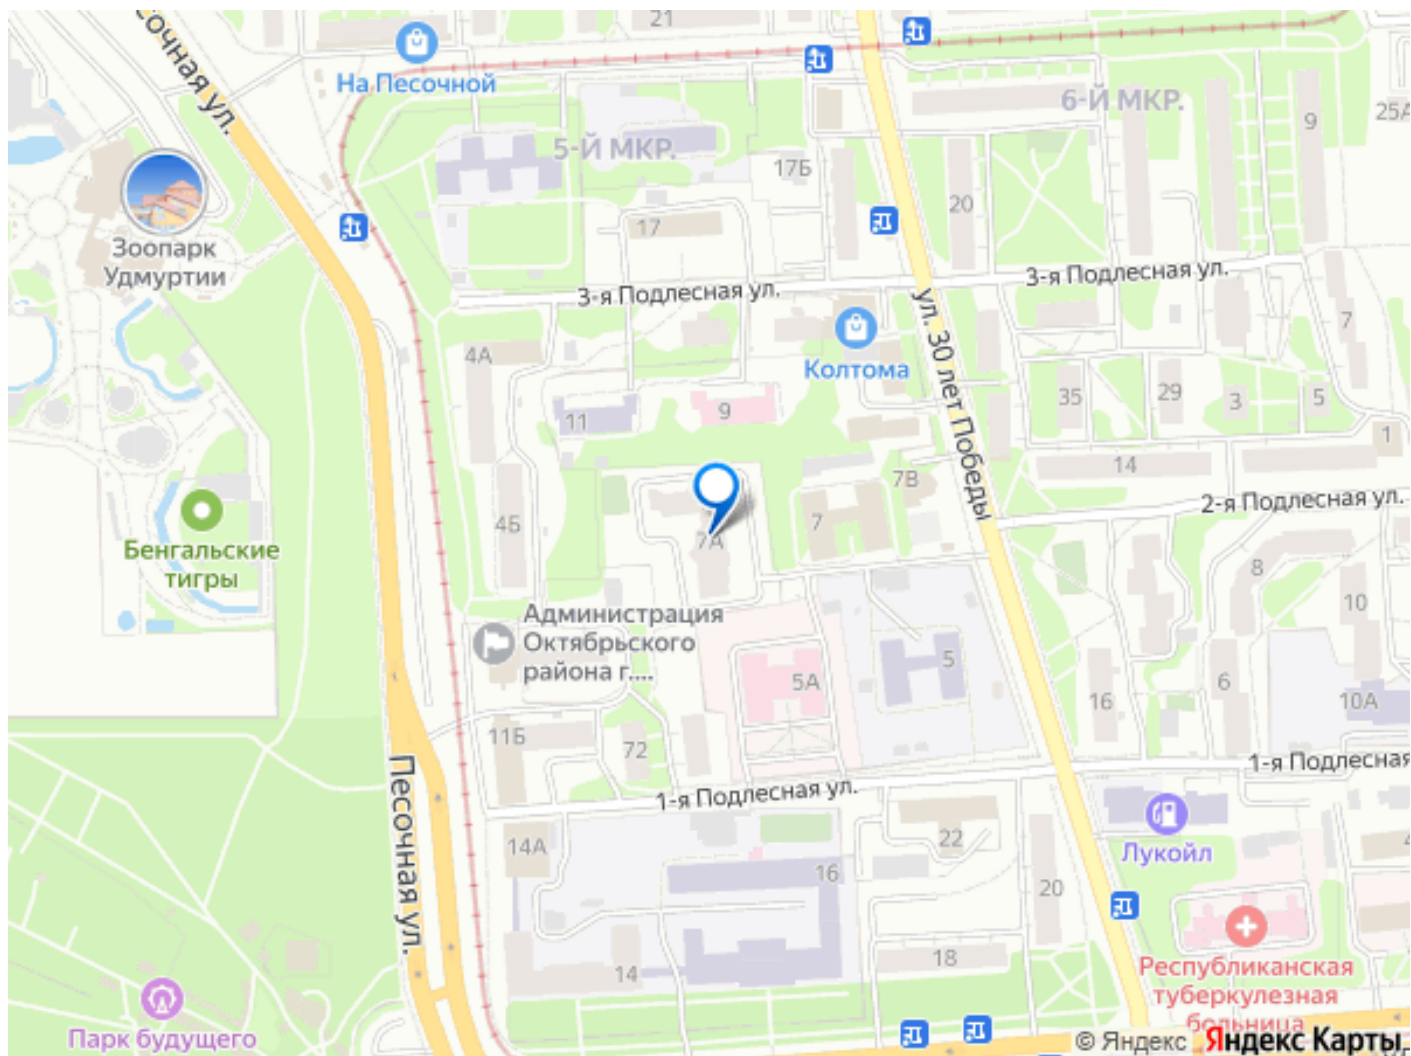 сочная ул.
21
На Песочной
5-Й МКР.
17Б
6-Й МКР.
9
25А
20
17
Зоопарк
Удмуртии
3-я Подлесная ул.
3-я Подлесная ул.
ул. 30 лет Победы
7
4А
Колтома
35
29
3
5
11
9
1
14
7В
2-я Подлесная ул.
4Б
7А
7
Бенгальские
тигры
8
10
Администрация
Октябрьского
района г....
5
5А
6
16
10А
11Б
72
1-я Подлесная
Песочная ул.
1-я Подлесная ул.
22
Лукойл
14А
16
20
4
18
14
Республиканская
туберкулезная
больница
Парк будущего
© Яндекс Яндекс Карты